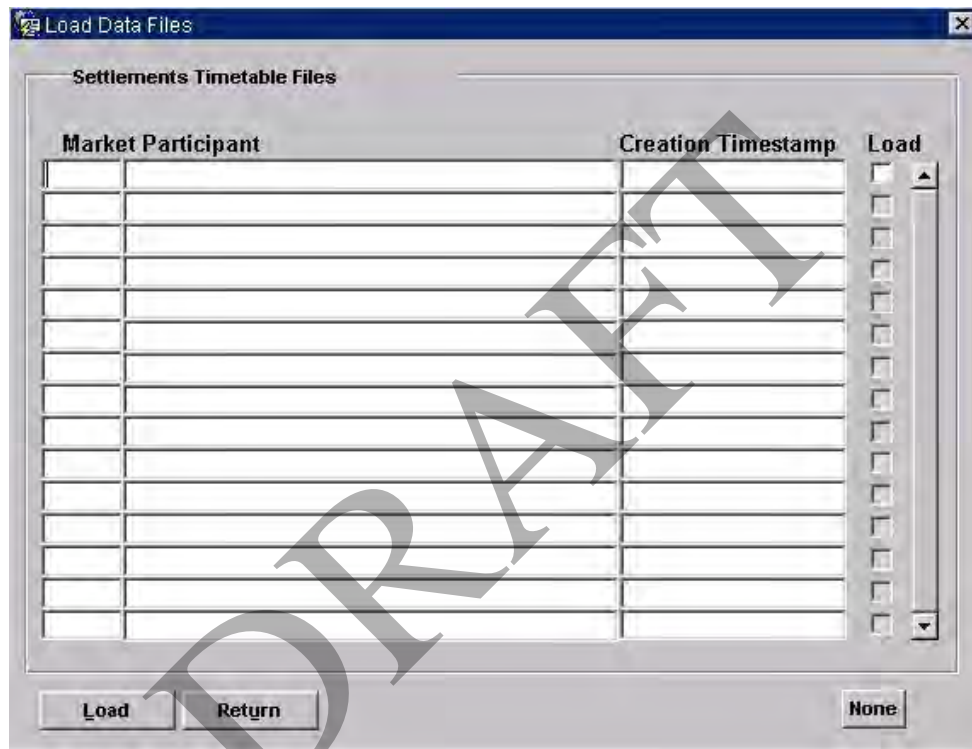 Load Data Files
Settlements Timetable Files
Market Participant Creation Timestamp Load
DRAFT
Load Return None